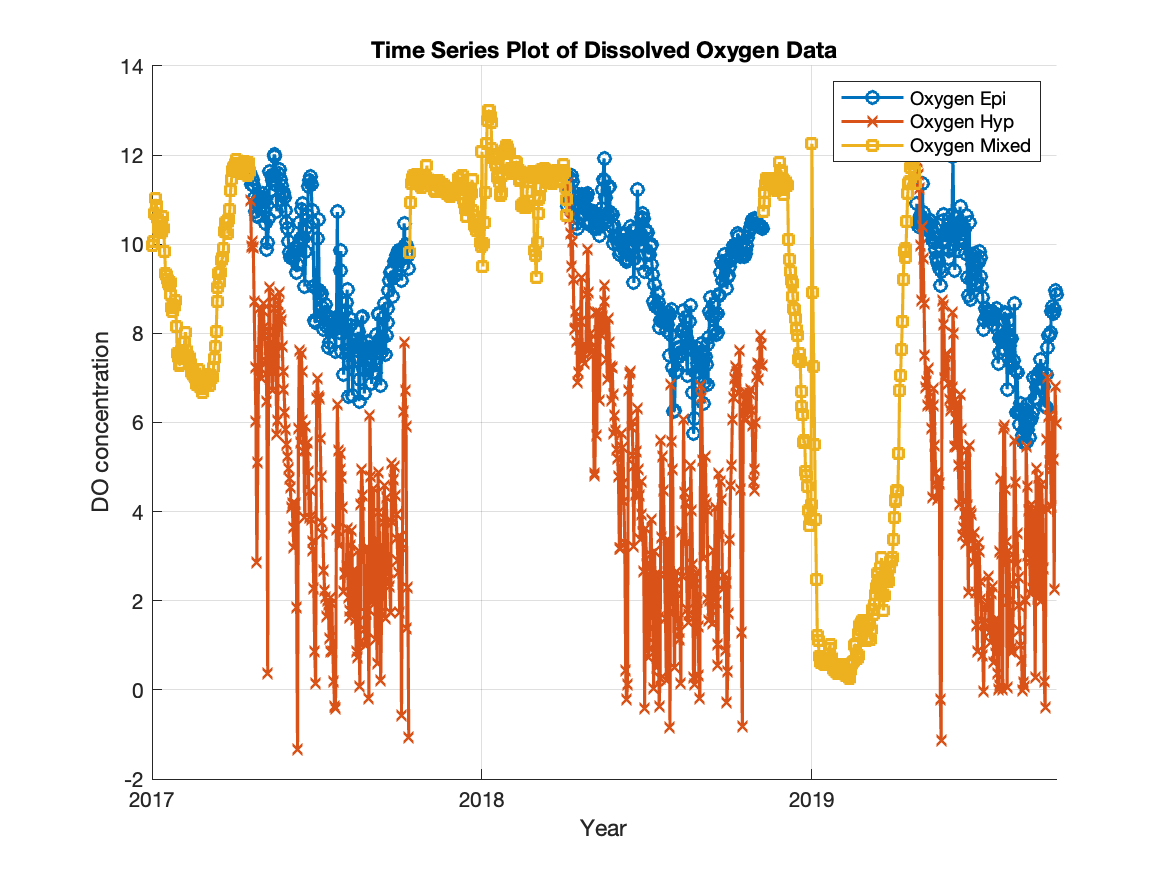 Time Series Plot of Dissolved Oxygen Data
14
12
10
8
6
4
2
0
-2
DO concentration
2017
2018
2019
Year
Oxygen Epi
Oxygen Hyp
Oxygen Mixed